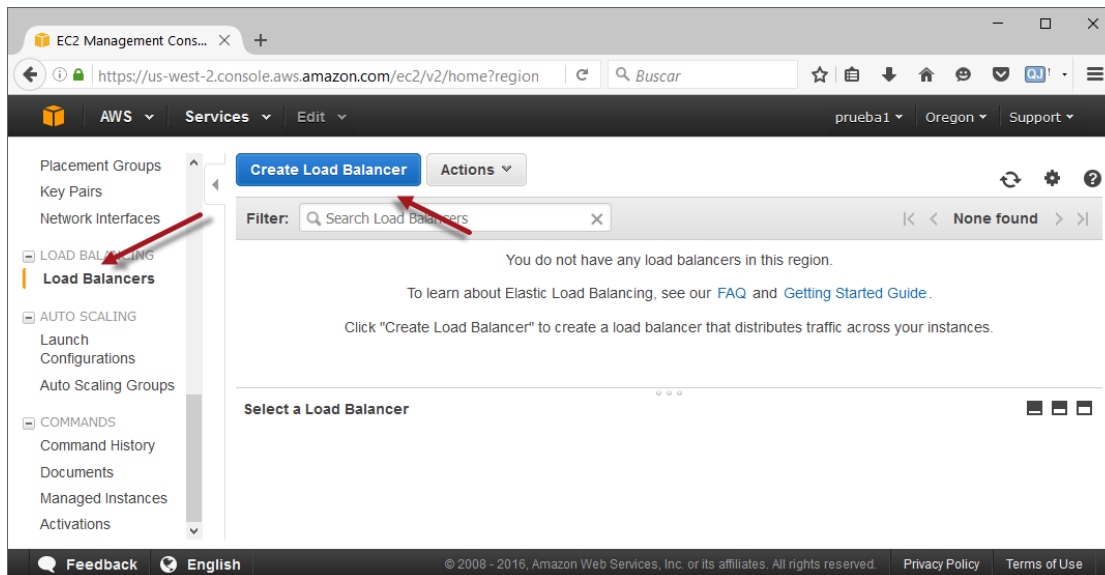 EC2 Management Cons...
https://us-west-2.console.aws.amazon.com/ec2/v2/home?region
Buscar
QJ!
AWS Services Edit prueba1 Oregon Support
Placement Groups
Key Pairs
Network Interfaces
LOAD BALANCING
Load Balancers
AUTO SCALING
Launch
Configurations
Auto Scaling Groups
COMMANDS
Command History
Documents
Managed Instances
Activations
Create Load Balancer Actions
Filter: Search Load Balancers None found
You do not have any load balancers in this region.
To learn about Elastic Load Balancing, see our FAQ and Getting Started Guide.
Click "Create Load Balancer" to create a load balancer that distributes traffic across your instances.
Select a Load Balancer
Feedback English © 2008 - 2016, Amazon Web Services, Inc. or its affiliates. All rights reserved. Privacy Policy Terms of Use